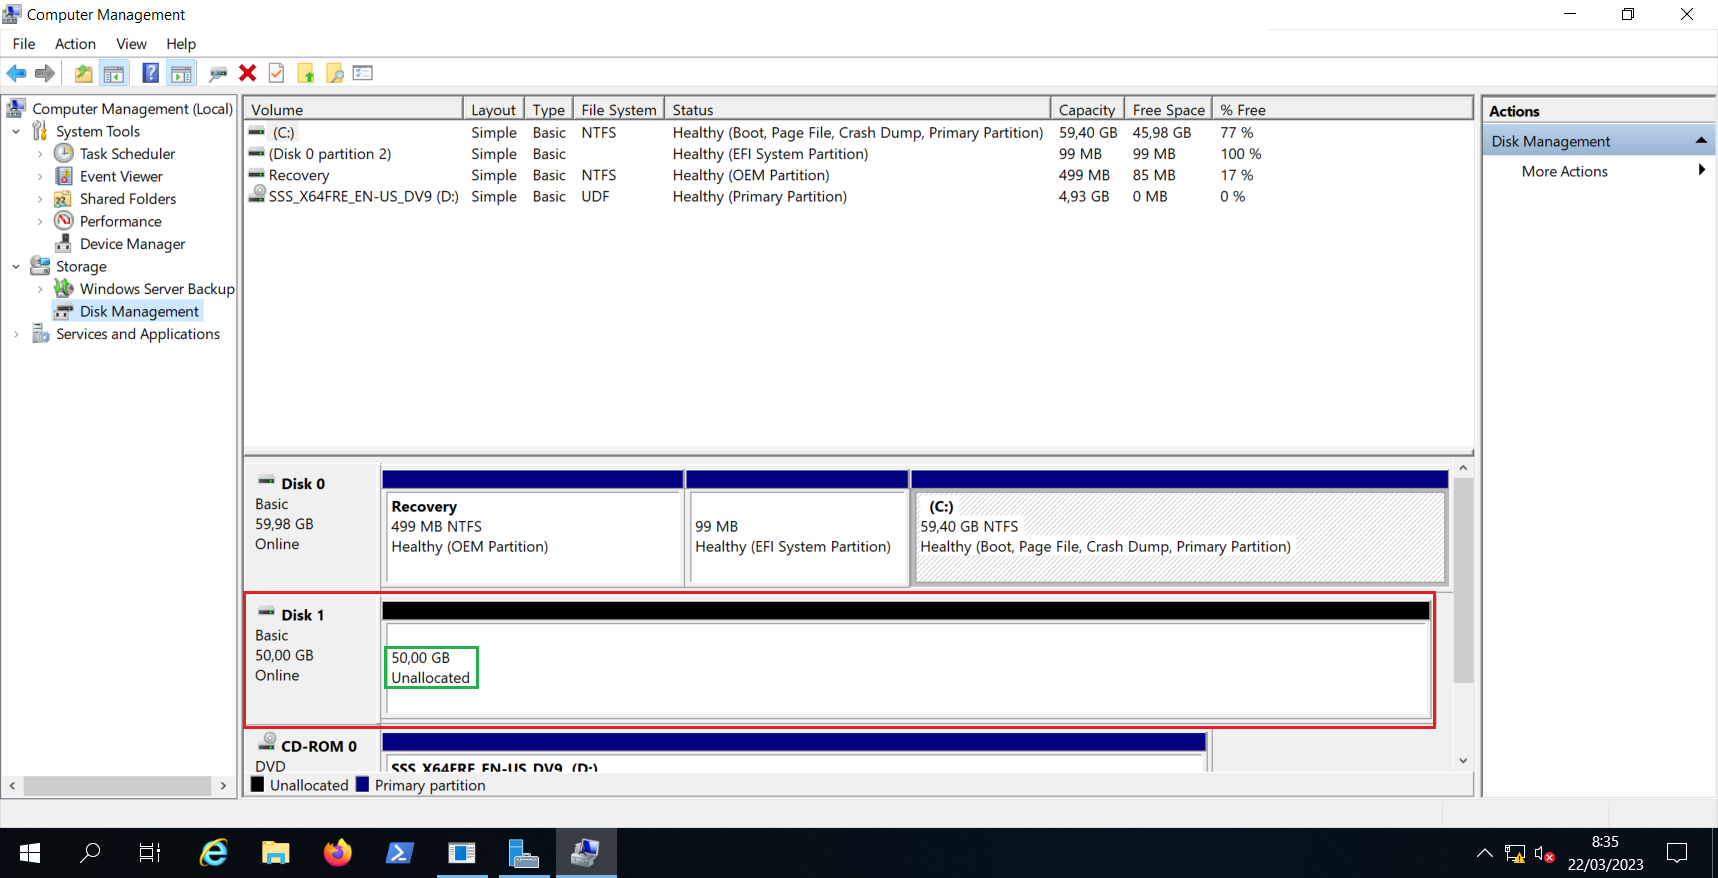 Computer Management
File Action View Help
Computer Management (Local)
System Tools
Task Scheduler
Event Viewer
Shared Folders
Performance
Device Manager
Storage
Windows Server Backup
Disk Management
Services and Applications
Volume Layout Type File System Status Capacity Free Space % Free
(C:) Simple Basic NTFS Healthy (Boot, Page File, Crash Dump, Primary Partition) 59,40 GB 45,98 GB 77 %
(Disk 0 partition 2) Simple Basic Healthy (EFI System Partition) 99 MB 99 MB 100 %
Recovery Simple Basic NTFS Healthy (OEM Partition) 499 MB 85 MB 17 %
SSS_X64FRE_EN-US_DV9 (D:) Simple Basic UDF Healthy (Primary Partition) 4,93 GB 0 MB 0 %
Disk 0
Basic
59,98 GB
Online
Recovery
499 MB NTFS
Healthy (OEM Partition)
99 MB
Healthy (EFI System Partition)
(C:)
59,40 GB NTFS
Healthy (Boot, Page File, Crash Dump, Primary Partition)
Disk 1
Basic
50,00 GB
Online
50,00 GB
Unallocated
CD-ROM 0
DVD
SSS_X64FRE_EN-US_DV9 (D:)
Unallocated Primary partition
Actions
Disk Management
More Actions
8:35
22/03/2023